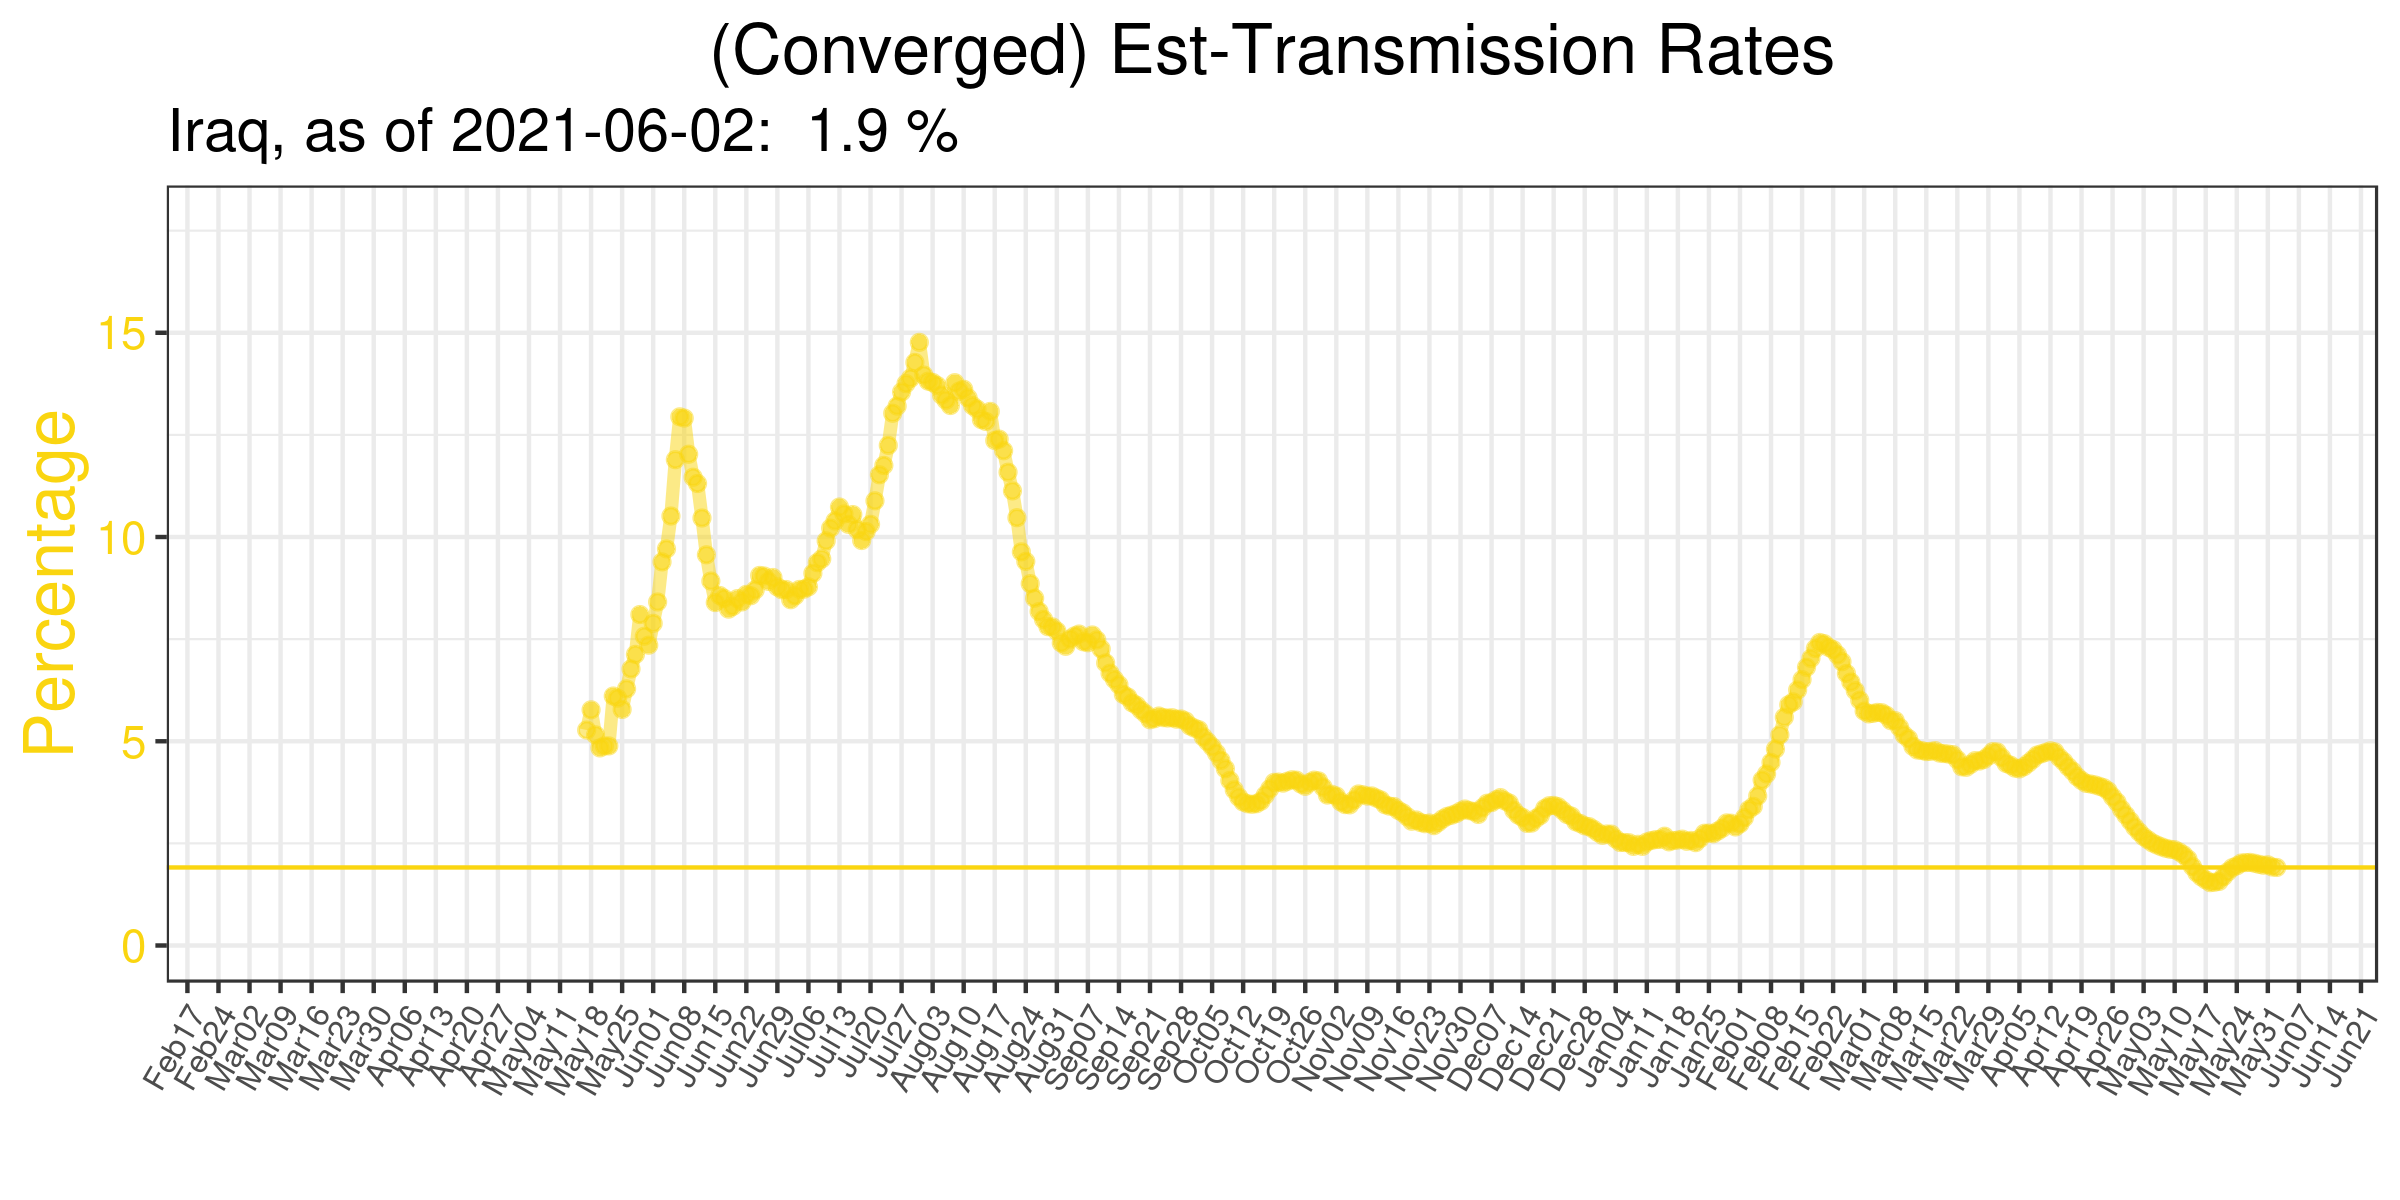 (Converged) Est-Transmission Rates
Iraq, as of 2021-06-02:  1.9 %
Percentage
15
10
5
0
Feb17
Feb24
Mar02
Mar09
Mar16
Mar23
Mar30
Apr06
Apr13
Apr20
Apr27
May04
May11
May18
May25
Jun01
Jun08
Jun15
Jun22
Jun29
Jul06
Jul13
Jul20
Jul27
Aug03
Aug10
Aug17
Aug24
Aug31
Sep07
Sep14
Sep21
Sep28
Oct05
Oct12
Oct19
Oct26
Nov02
Nov09
Nov16
Nov23
Nov30
Dec07
Dec14
Dec21
Dec28
Jan04
Jan11
Jan18
Jan25
Feb01
Feb08
Feb15
Feb22
Mar01
Mar08
Mar15
Mar22
Mar29
Apr05
Apr12
Apr19
Apr26
May03
May10
May17
May24
May31
Jun07
Jun14
Jun21